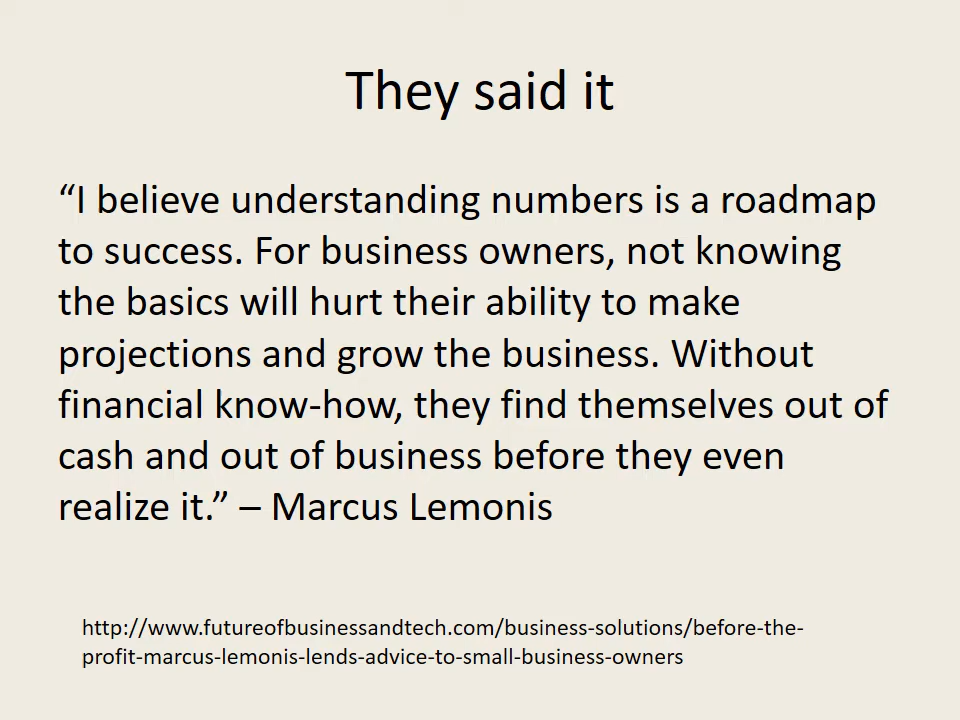 They said it
“I believe understanding numbers is a roadmap
to success. For business owners, not knowing
the basics will hurt their ability to make
projections and grow the business. Without
financial know-how, they find themselves out of
cash and out of business before they even
realize it.” – Marcus Lemonis
http://www.futureofbusinessandtech.com/business-solutions/before-the-
profit-marcus-lemonis-lends-advice-to-small-business-owners